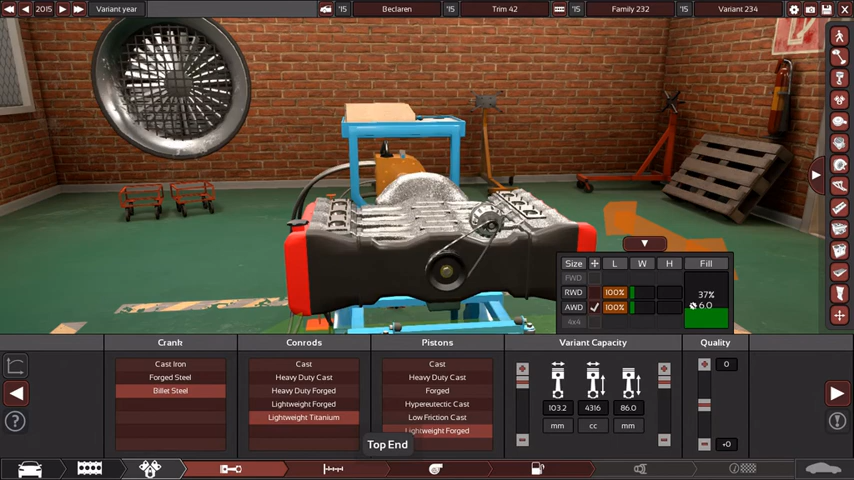 2015 Variant year '15 Beclaren '15 Trim 42 '15 Family 232 '15 Variant 234
Size L W H Fill
FWD
RWD 100%
AWD 100%
4x4
37%
6.0
Crank Conrods Pistons Variant Capacity Quality
Cast Iron
Forged Steel
Billet Steel
Cast
Heavy Duty Cast
Heavy Duty Forged
Lightweight Forged
Lightweight Titanium
Cast
Heavy Duty Cast
Forged
Hypereutectic Cast
Low Friction Cast
Lightweight Forged
103.2 4316 86.0
mm cc mm
0
+0
Top End